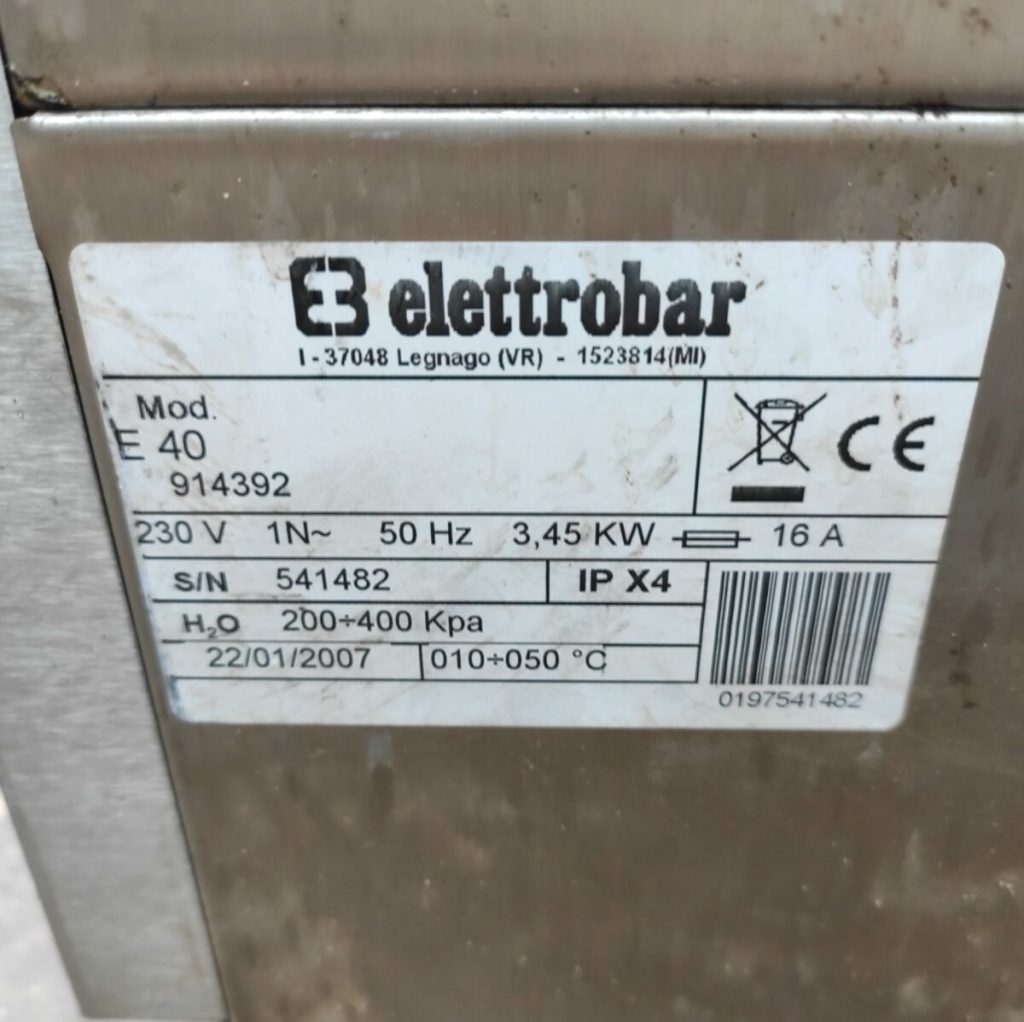 elettrobar
I - 37048 Legnago (VR) - 1523814(MI)
Mod.
E 40
914392
CE
230 V 1N~ 50 Hz 3,45 KW 16 A
S/N 541482 IP X4
H₂O 200÷400 Kpa
22/01/2007 010÷050 °C
0197541482